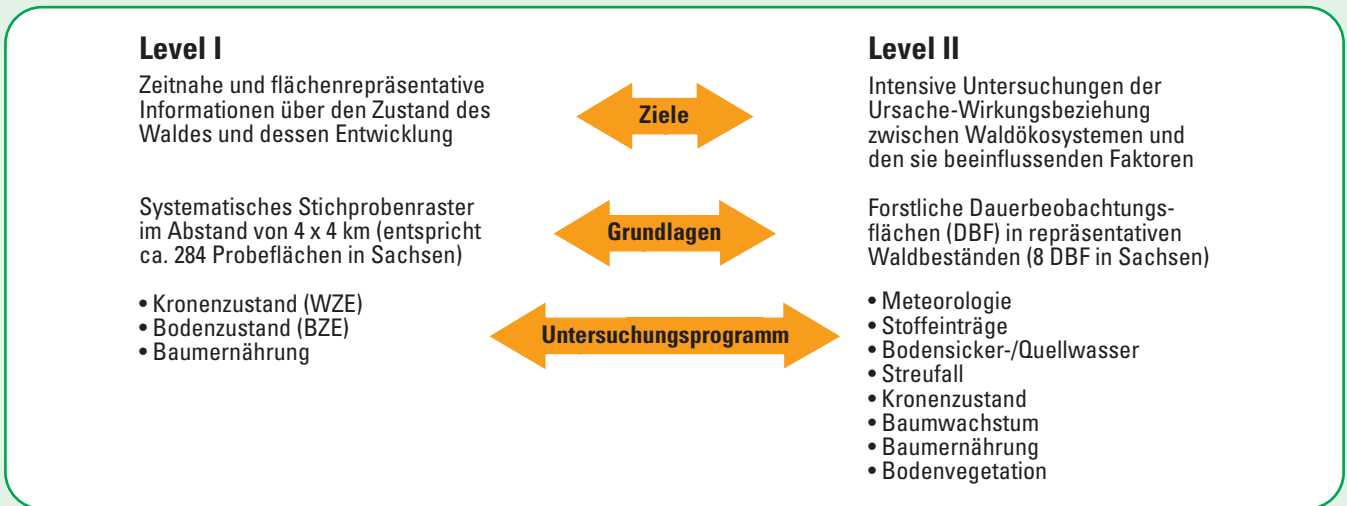 Level I
Zeitnahe und flächenrepräsentative
Informationen über den Zustand des
Waldes und dessen Entwicklung
Ziele
Level II
Intensive Untersuchungen der
Ursache-Wirkungsbeziehung
zwischen Waldökosystemen und
den sie beeinflussenden Faktoren
Systematisches Stichprobenraster
im Abstand von 4 x 4 km (entspricht
ca. 284 Probeflächen in Sachsen)
Grundlagen
Forstliche Dauerbeobachtungs-
flächen (DBF) in repräsentativen
Waldbeständen (8 DBF in Sachsen)
• Kronenzustand (WZE)
• Bodenzustand (BZE)
• Baumernährung
Untersuchungsprogramm
• Meteorologie
• Stoffeinträge
• Bodensicker-/Quellwasser
• Streufall
• Kronenzustand
• Baumwachstum
• Baumernährung
• Bodenvegetation